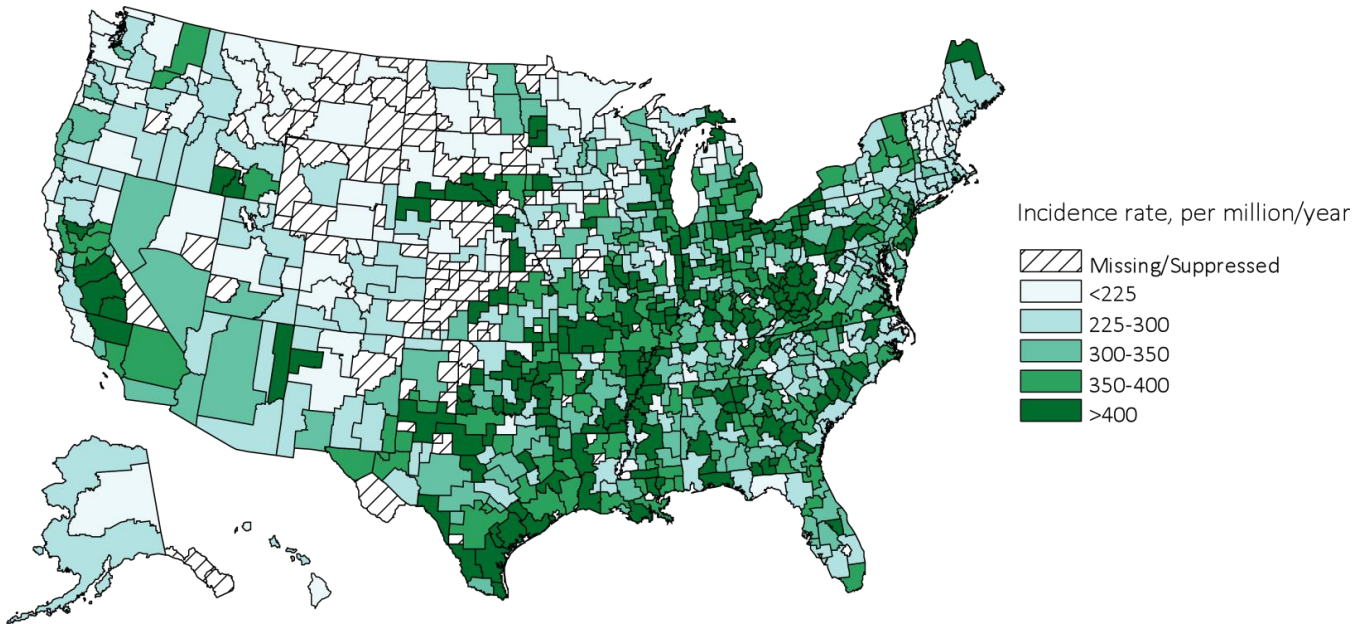 Incidence rate, per million/year
Missing/Suppressed
<225
225-300
300-350
350-400
>400